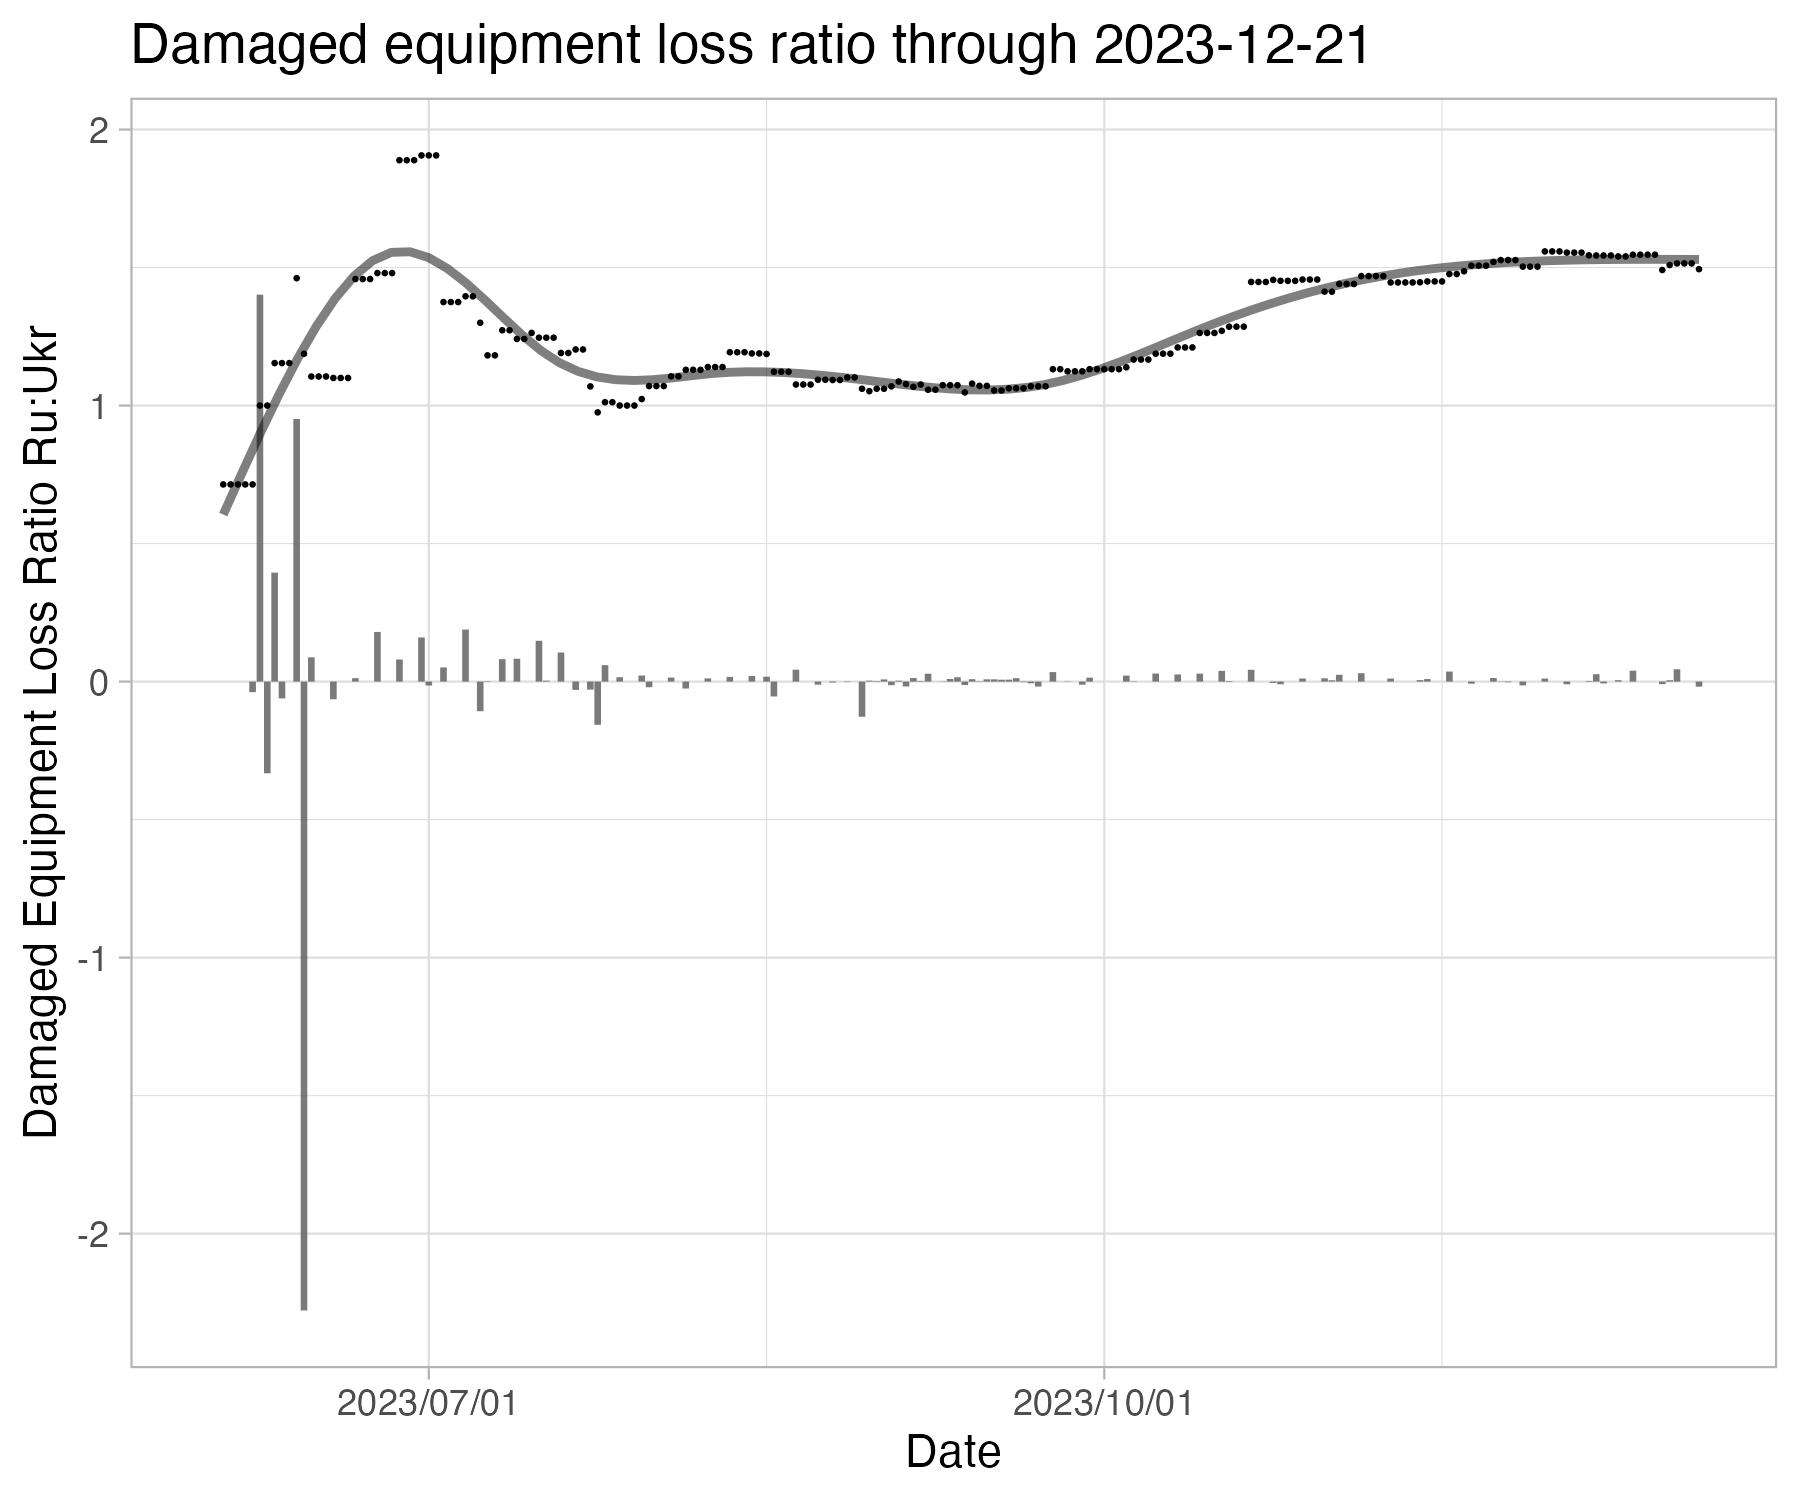 Damaged equipment loss ratio through 2023-12-21
Damaged Equipment Loss Ratio Ru:Ukr
2
1
0
-1
-2
2023/07/01
2023/10/01
Date